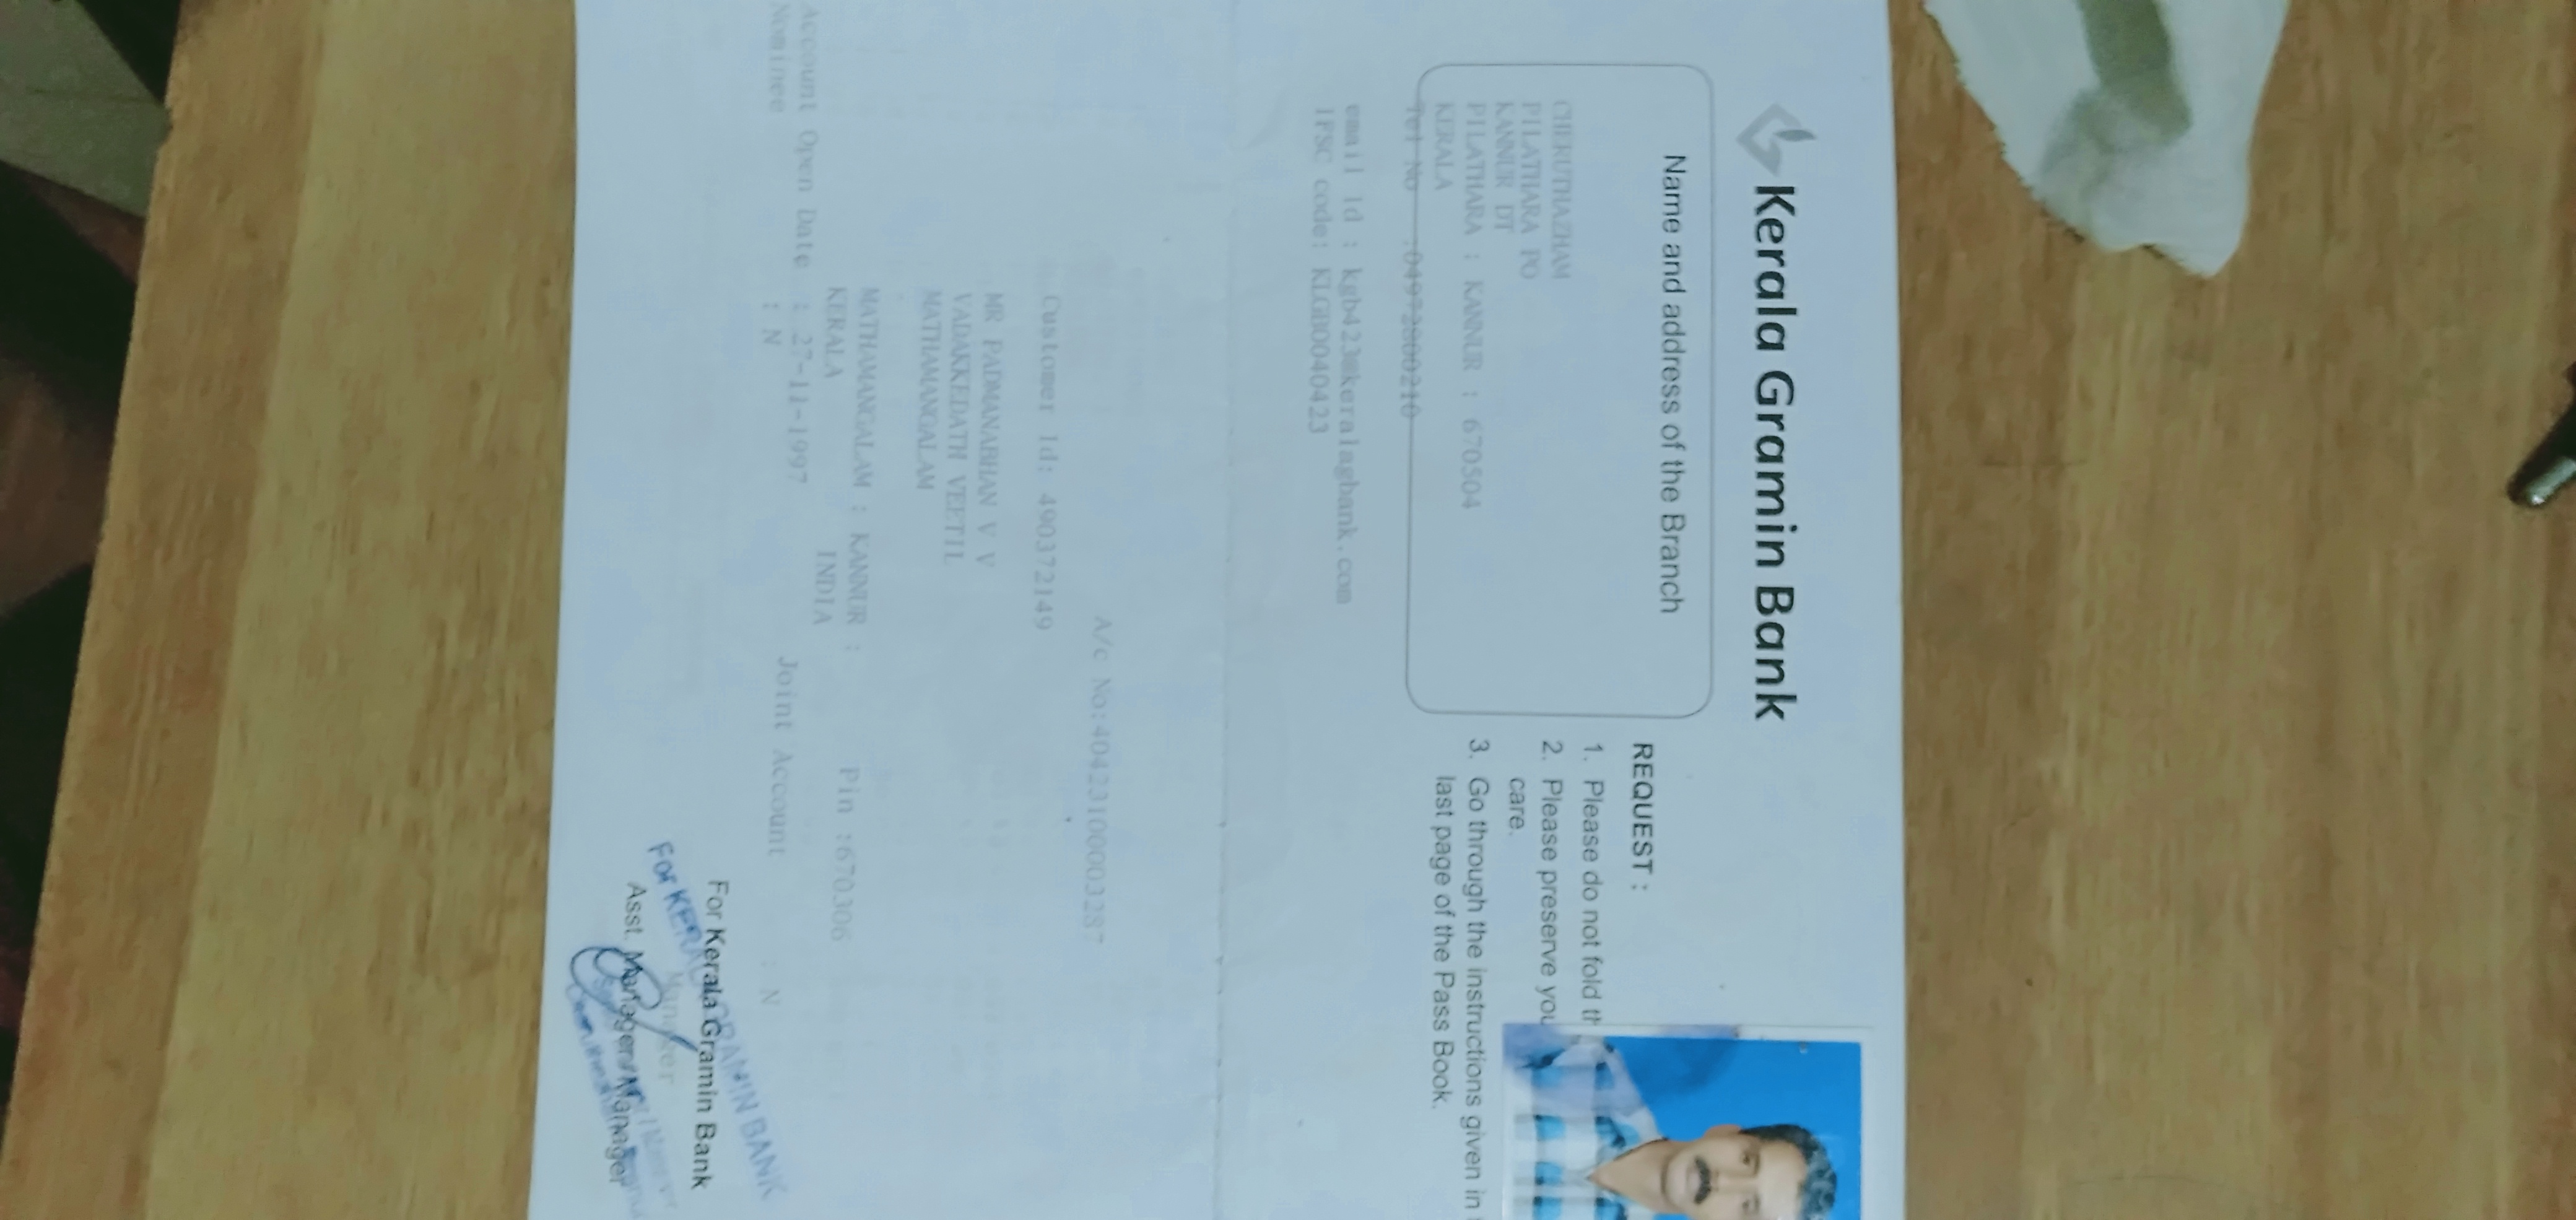 Kerala Gramin Bank
Name and address of the Branch
CHERUTHAZHAM
PILATHARA PO
KANNUR DT
PILATHARA : KANNUR : 670504
KERALA
Tel No :04972800210
email id : kgb423@keralagbank.com
IFSC code: KLGB0040423
REQUEST :
1. Please do not fold th
2. Please preserve you
care.
3. Go through the instructions given in
last page of the Pass Book.
A/c No:40423100003287
Customer Id: 490372149
MR PADMANABHAN V V
VADAKKEDATH VEETIL
MATHAMANGALAM
MATHAMANGALAM : KANNUR : Pin :670306
KERALA INDIA
Account Open Date : 27-11-1997
Nominee : N Joint Account : N
For Kerala Gramin Bank
For KERALA GRAMIN BANK
Manager
Asst. Manager/Manager